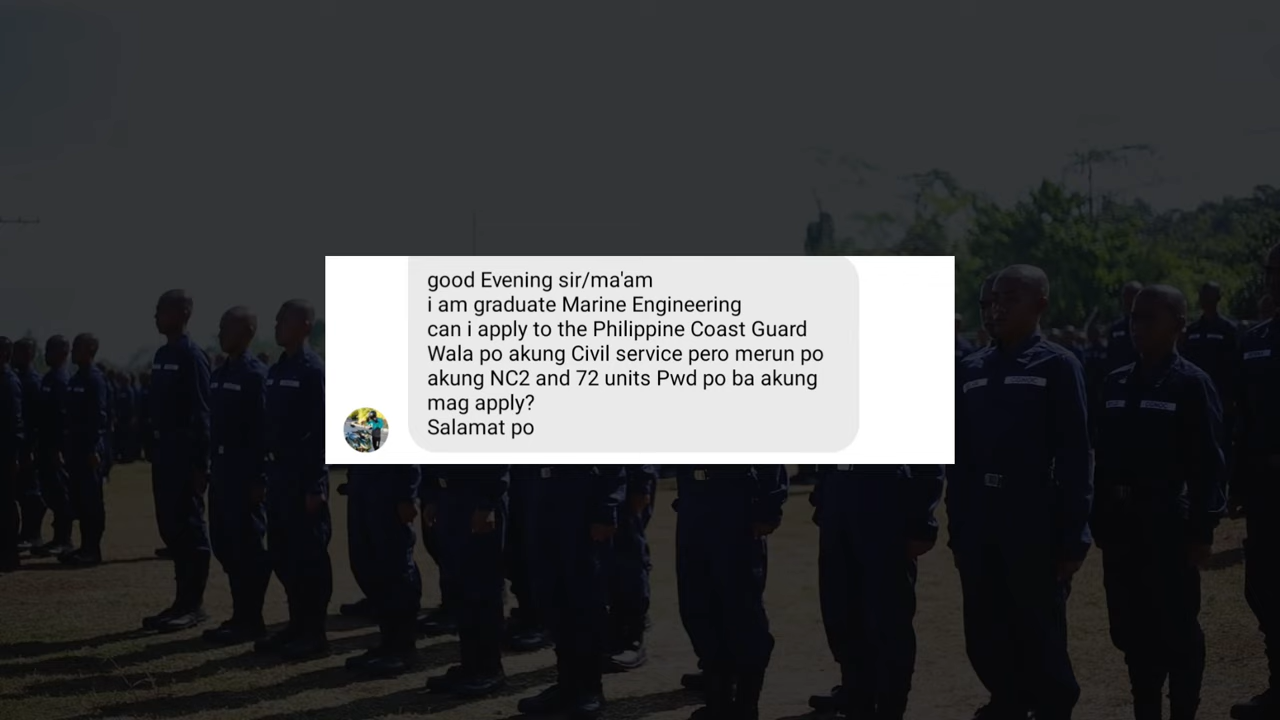 good Evening sir/ma'am
i am graduate Marine Engineering
can i apply to the Philippine Coast Guard
Wala po akung Civil service pero merun po
akung NC2 and 72 units Pwd po ba akung
mag apply?
Salamat po